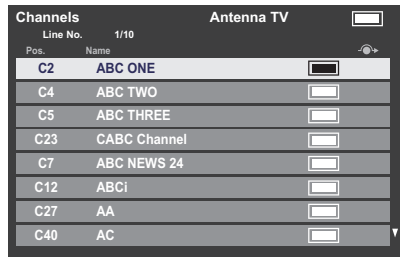 Channels Antenna TV
Line No. 1/10
Pos. Name
C2 ABC ONE
C4 ABC TWO
C5 ABC THREE
C23 CABC Channel
C7 ABC NEWS 24
C12 ABCi
C27 AA
C40 AC